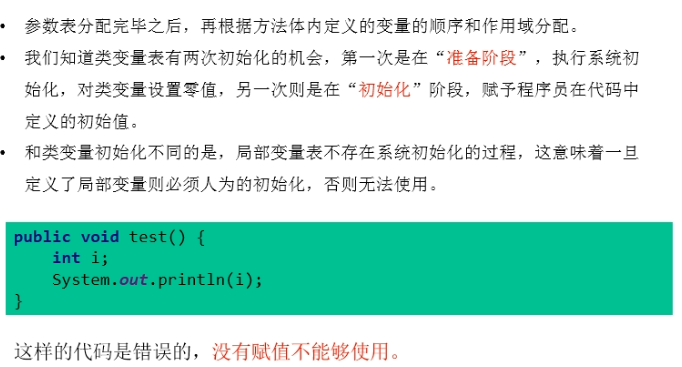 • 参数表分配完毕之后，再根据方法体内定义的变量的顺序和作用域分配。
• 我们知道类变量表有两次初始化的机会，第一次是在“准备阶段”，执行系统初
始化，对类变量设置零值，另一次则是在“初始化”阶段，赋予程序员在代码中
定义的初始值。
• 和类变量初始化不同的是，局部变量表不存在系统初始化的过程，这意味着一旦
定义了局部变量则必须人为的初始化，否则无法使用。
public void test() {
    int i;
    System.out.println(i);
}
这样的代码是错误的，没有赋值不能够使用。